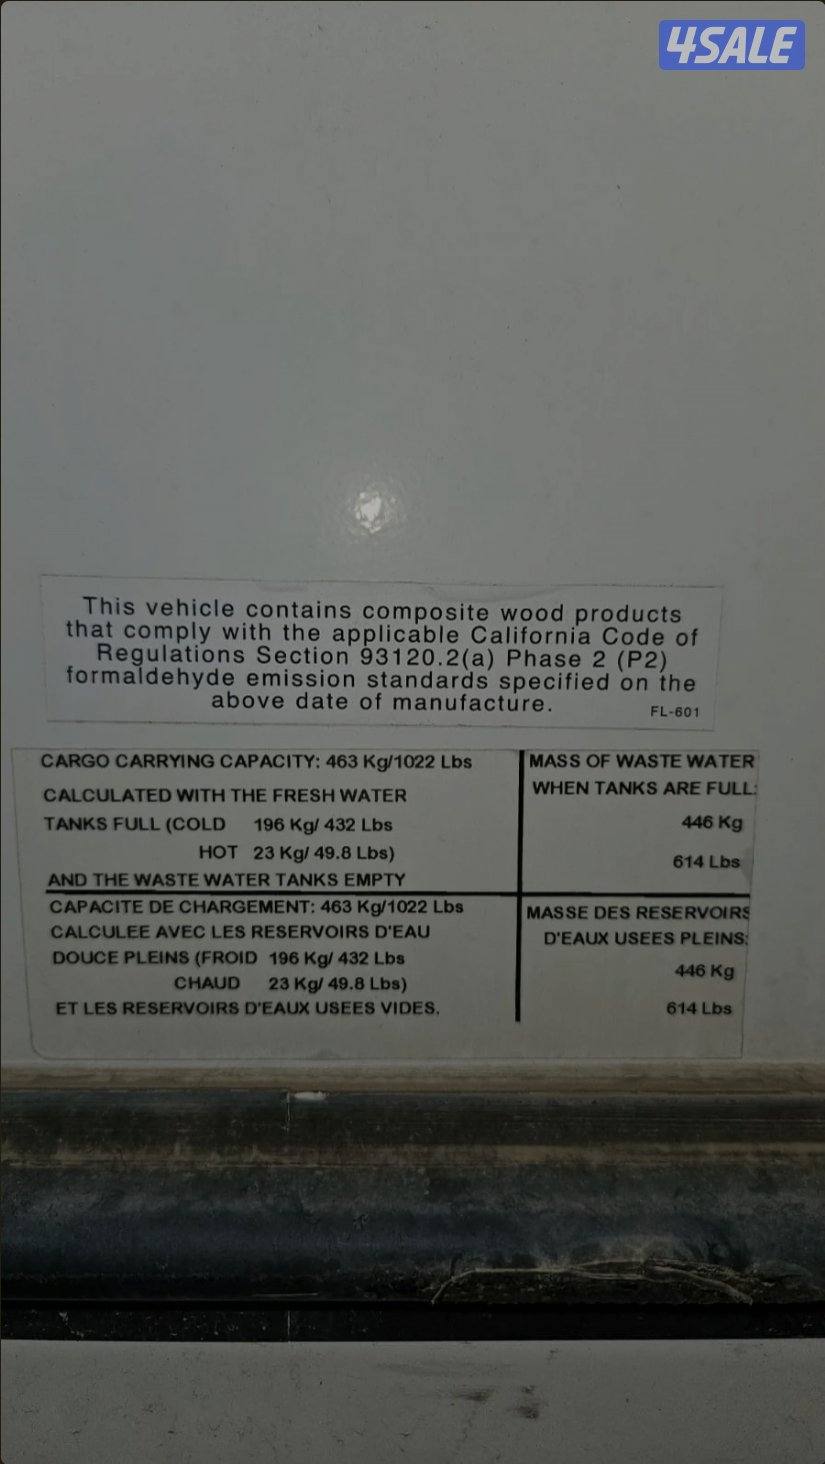 4SALE
This vehicle contains composite wood products
that comply with the applicable California Code of
Regulations Section 93120.2(a) Phase 2 (P2)
formaldehyde emission standards specified on the
above date of manufacture.
FL-601
CARGO CARRYING CAPACITY: 463 Kg/1022 Lbs
CALCULATED WITH THE FRESH WATER
TANKS FULL (COLD 196 Kg/ 432 Lbs
HOT 23 Kg/ 49.8 Lbs)
AND THE WASTE WATER TANKS EMPTY
MASS OF WASTE WATER
WHEN TANKS ARE FULL:
446 Kg
614 Lbs
CAPACITE DE CHARGEMENT: 463 Kg/1022 Lbs
CALCULEE AVEC LES RESERVOIRS D'EAU
DOUCE PLEINS (FROID 196 Kg/ 432 Lbs
CHAUD 23 Kg/ 49.8 Lbs)
ET LES RESERVOIRS D'EAUX USEES VIDES.
MASSE DES RESERVOIRS
D'EAUX USEES PLEINS:
446 Kg
614 Lbs